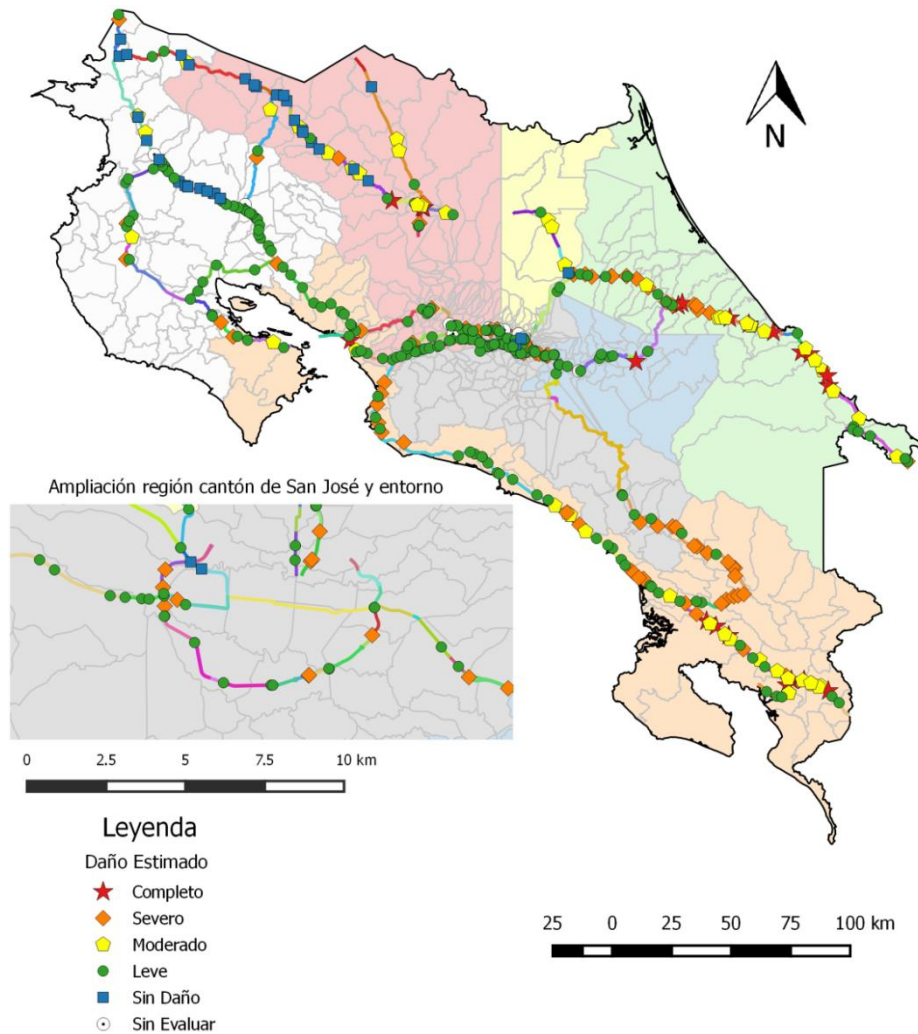 N
Ampliación región cantón de San José y entorno
0 2.5 5 7.5 10 km
Leyenda
Daño Estimado
Completo
Severo
Moderado
Leve
Sin Daño
Sin Evaluar
25 0 25 50 75 100 km